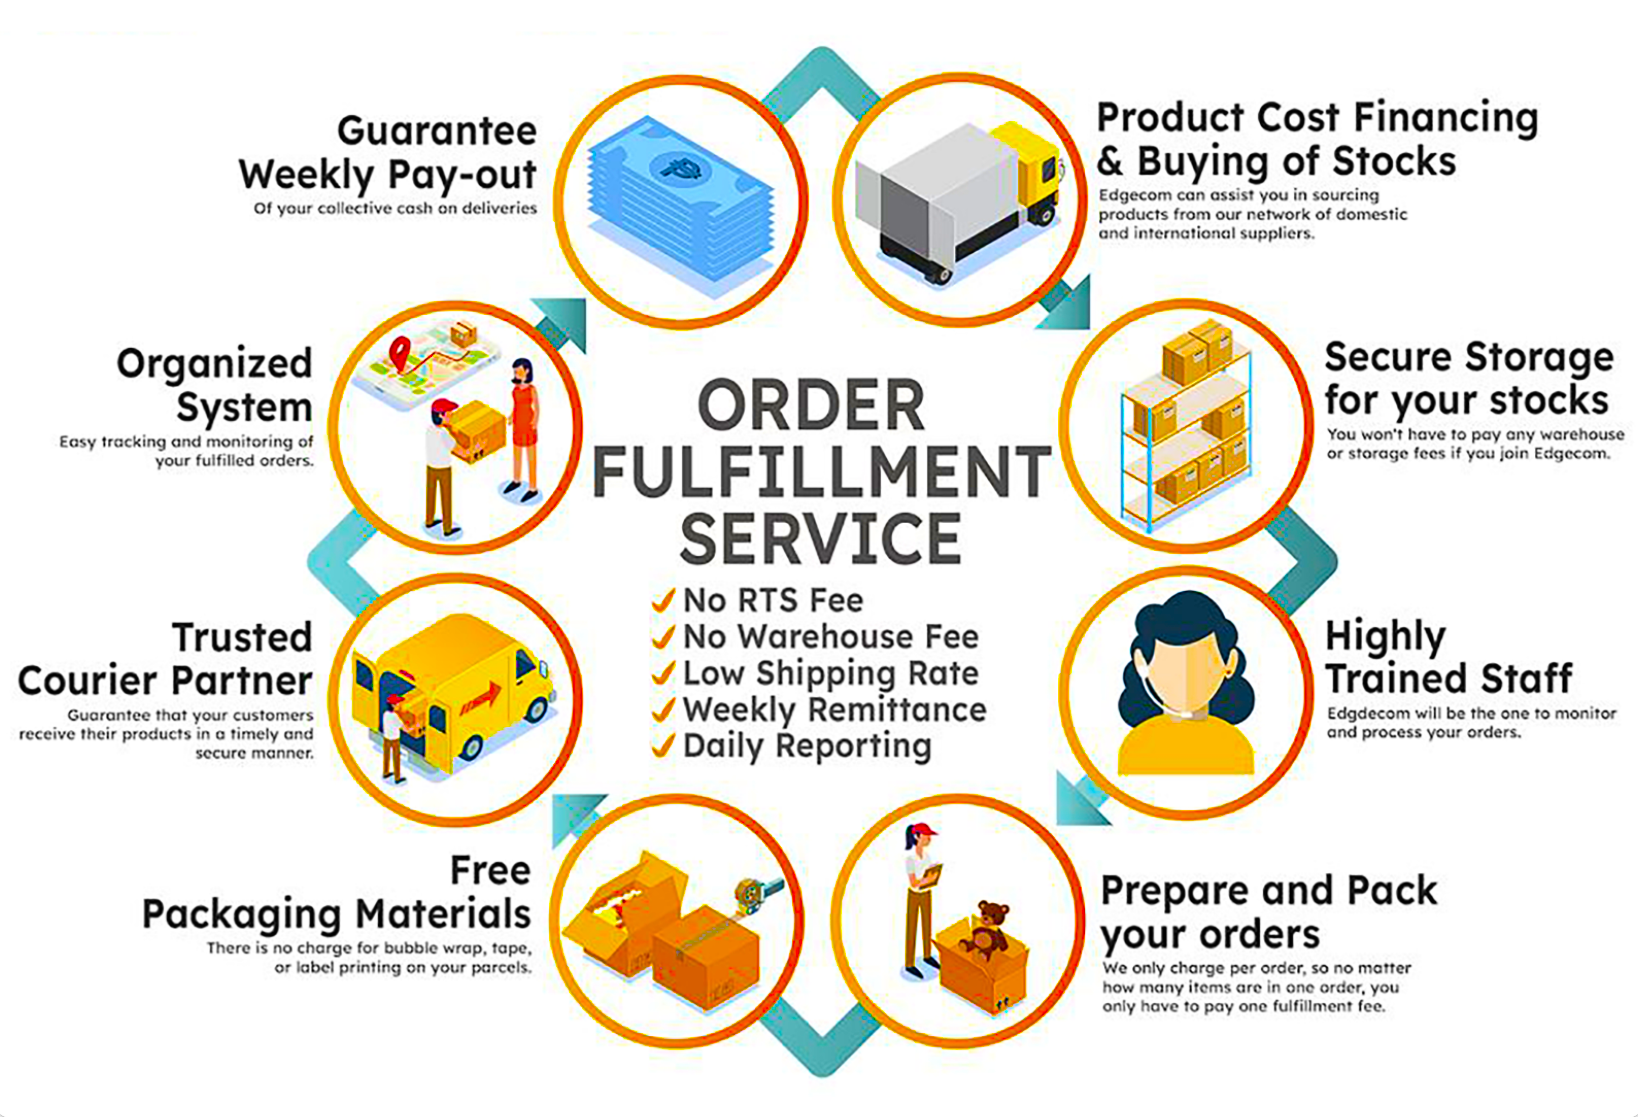 Guarantee
Weekly Pay-out
Of your collective cash on deliveries
Product Cost Financing
& Buying of Stocks
Edgecom can assist you in sourcing
products from our network of domestic
and international suppliers.
Organized
System
Easy tracking and monitoring of
your fulfilled orders.
Secure Storage
for your stocks
You won't have to pay any warehouse
or storage fees if you join Edgecom.
ORDER
FULFILLMENT
SERVICE
No RTS Fee
No Warehouse Fee
Low Shipping Rate
Weekly Remittance
Daily Reporting
Trusted
Courier Partner
Guarantee that your customers
receive their products in a timely and
secure manner.
Highly
Trained Staff
Edgdecom will be the one to monitor
and process your orders.
Free
Packaging Materials
There is no charge for bubble wrap, tape,
or label printing on your parcels.
Prepare and Pack
your orders
We only charge per order, so no matter
how many items are in one order, you
only have to pay one fulfillment fee.